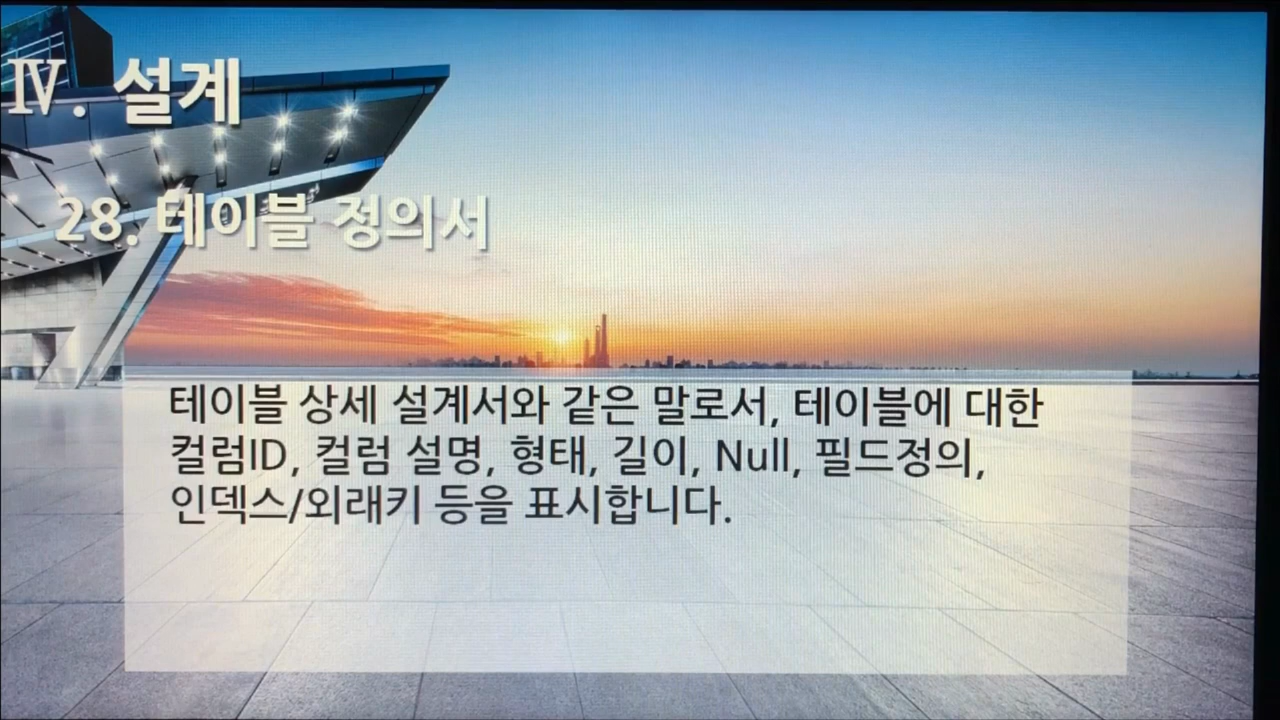 Ⅳ. 설계
28. 테이블 정의서
테이블 상세 설계서와 같은 말로서, 테이블에 대한
컬럼ID, 컬럼 설명, 형태, 길이, Null, 필드정의,
인덱스/외래키 등을 표시합니다.